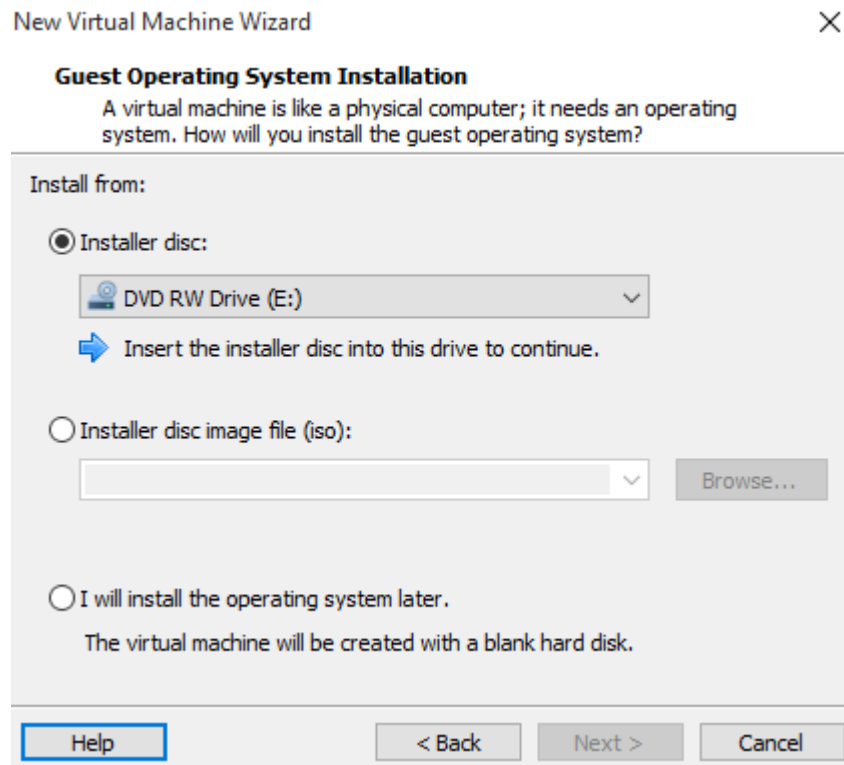 New Virtual Machine Wizard
Guest Operating System Installation
A virtual machine is like a physical computer; it needs an operating
system. How will you install the guest operating system?
Install from:
Installer disc:
DVD RW Drive (E:)
Insert the installer disc into this drive to continue.
Installer disc image file (iso):
Browse...
I will install the operating system later.
The virtual machine will be created with a blank hard disk.
Help < Back Next > Cancel